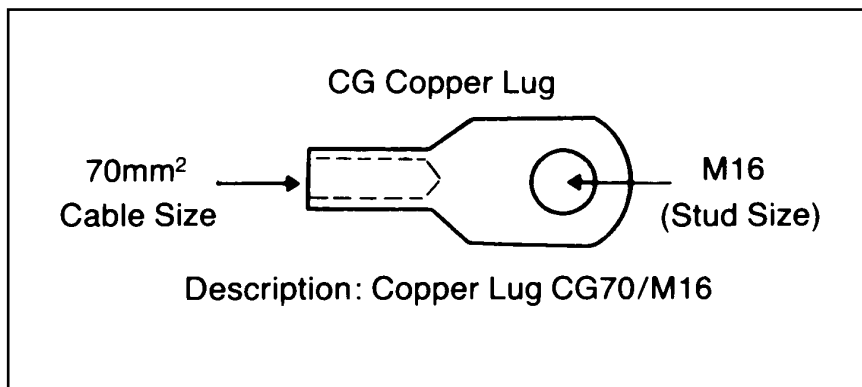 CG Copper Lug
70mm²
Cable Size
M16
(Stud Size)
Description: Copper Lug CG70/M16